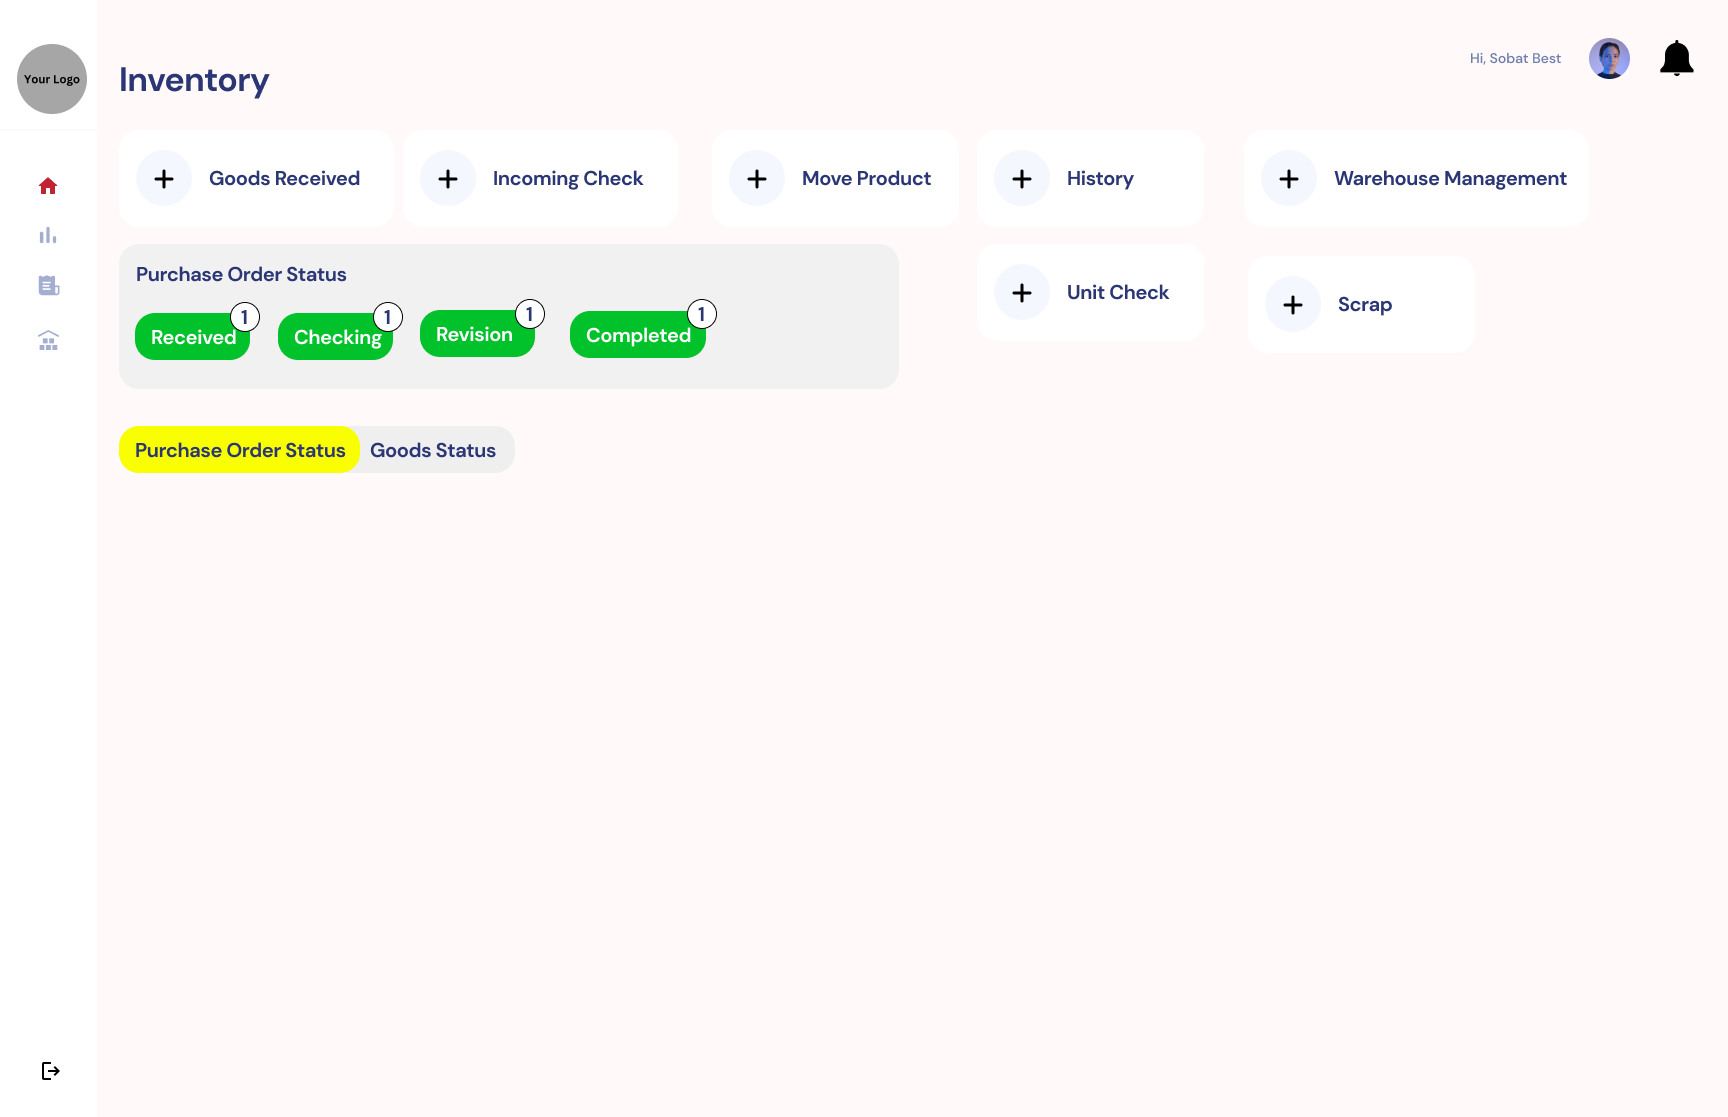 Your Logo
Hi, Sobat Best
Inventory
Goods Received
Incoming Check
Move Product
History
Warehouse Management
Purchase Order Status
Received 1
Checking 1
Revision 1
Completed 1
Unit Check
Scrap
Purchase Order Status
Goods Status